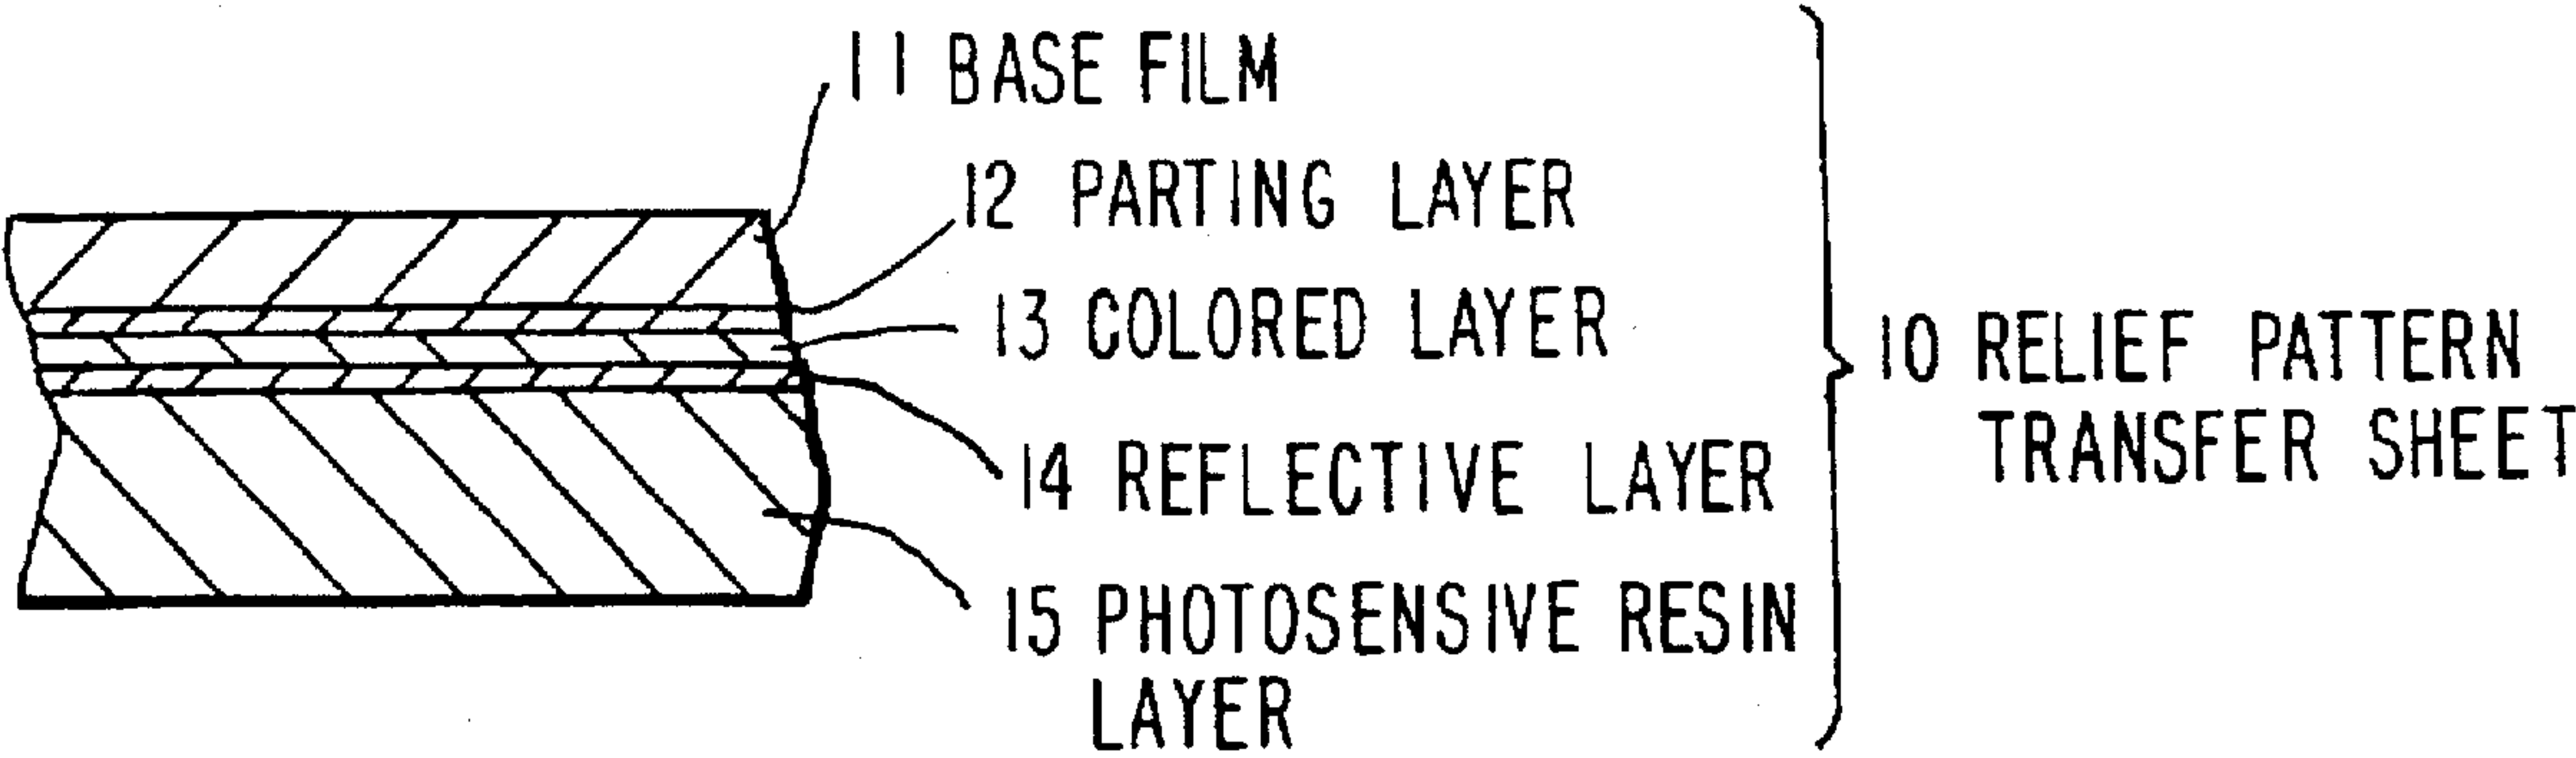 11 BASE FILM
12 PARTING LAYER
13 COLORED LAYER
14 REFLECTIVE LAYER
15 PHOTOSENSIVE RESIN
LAYER
10 RELIEF PATTERN
TRANSFER SHEET